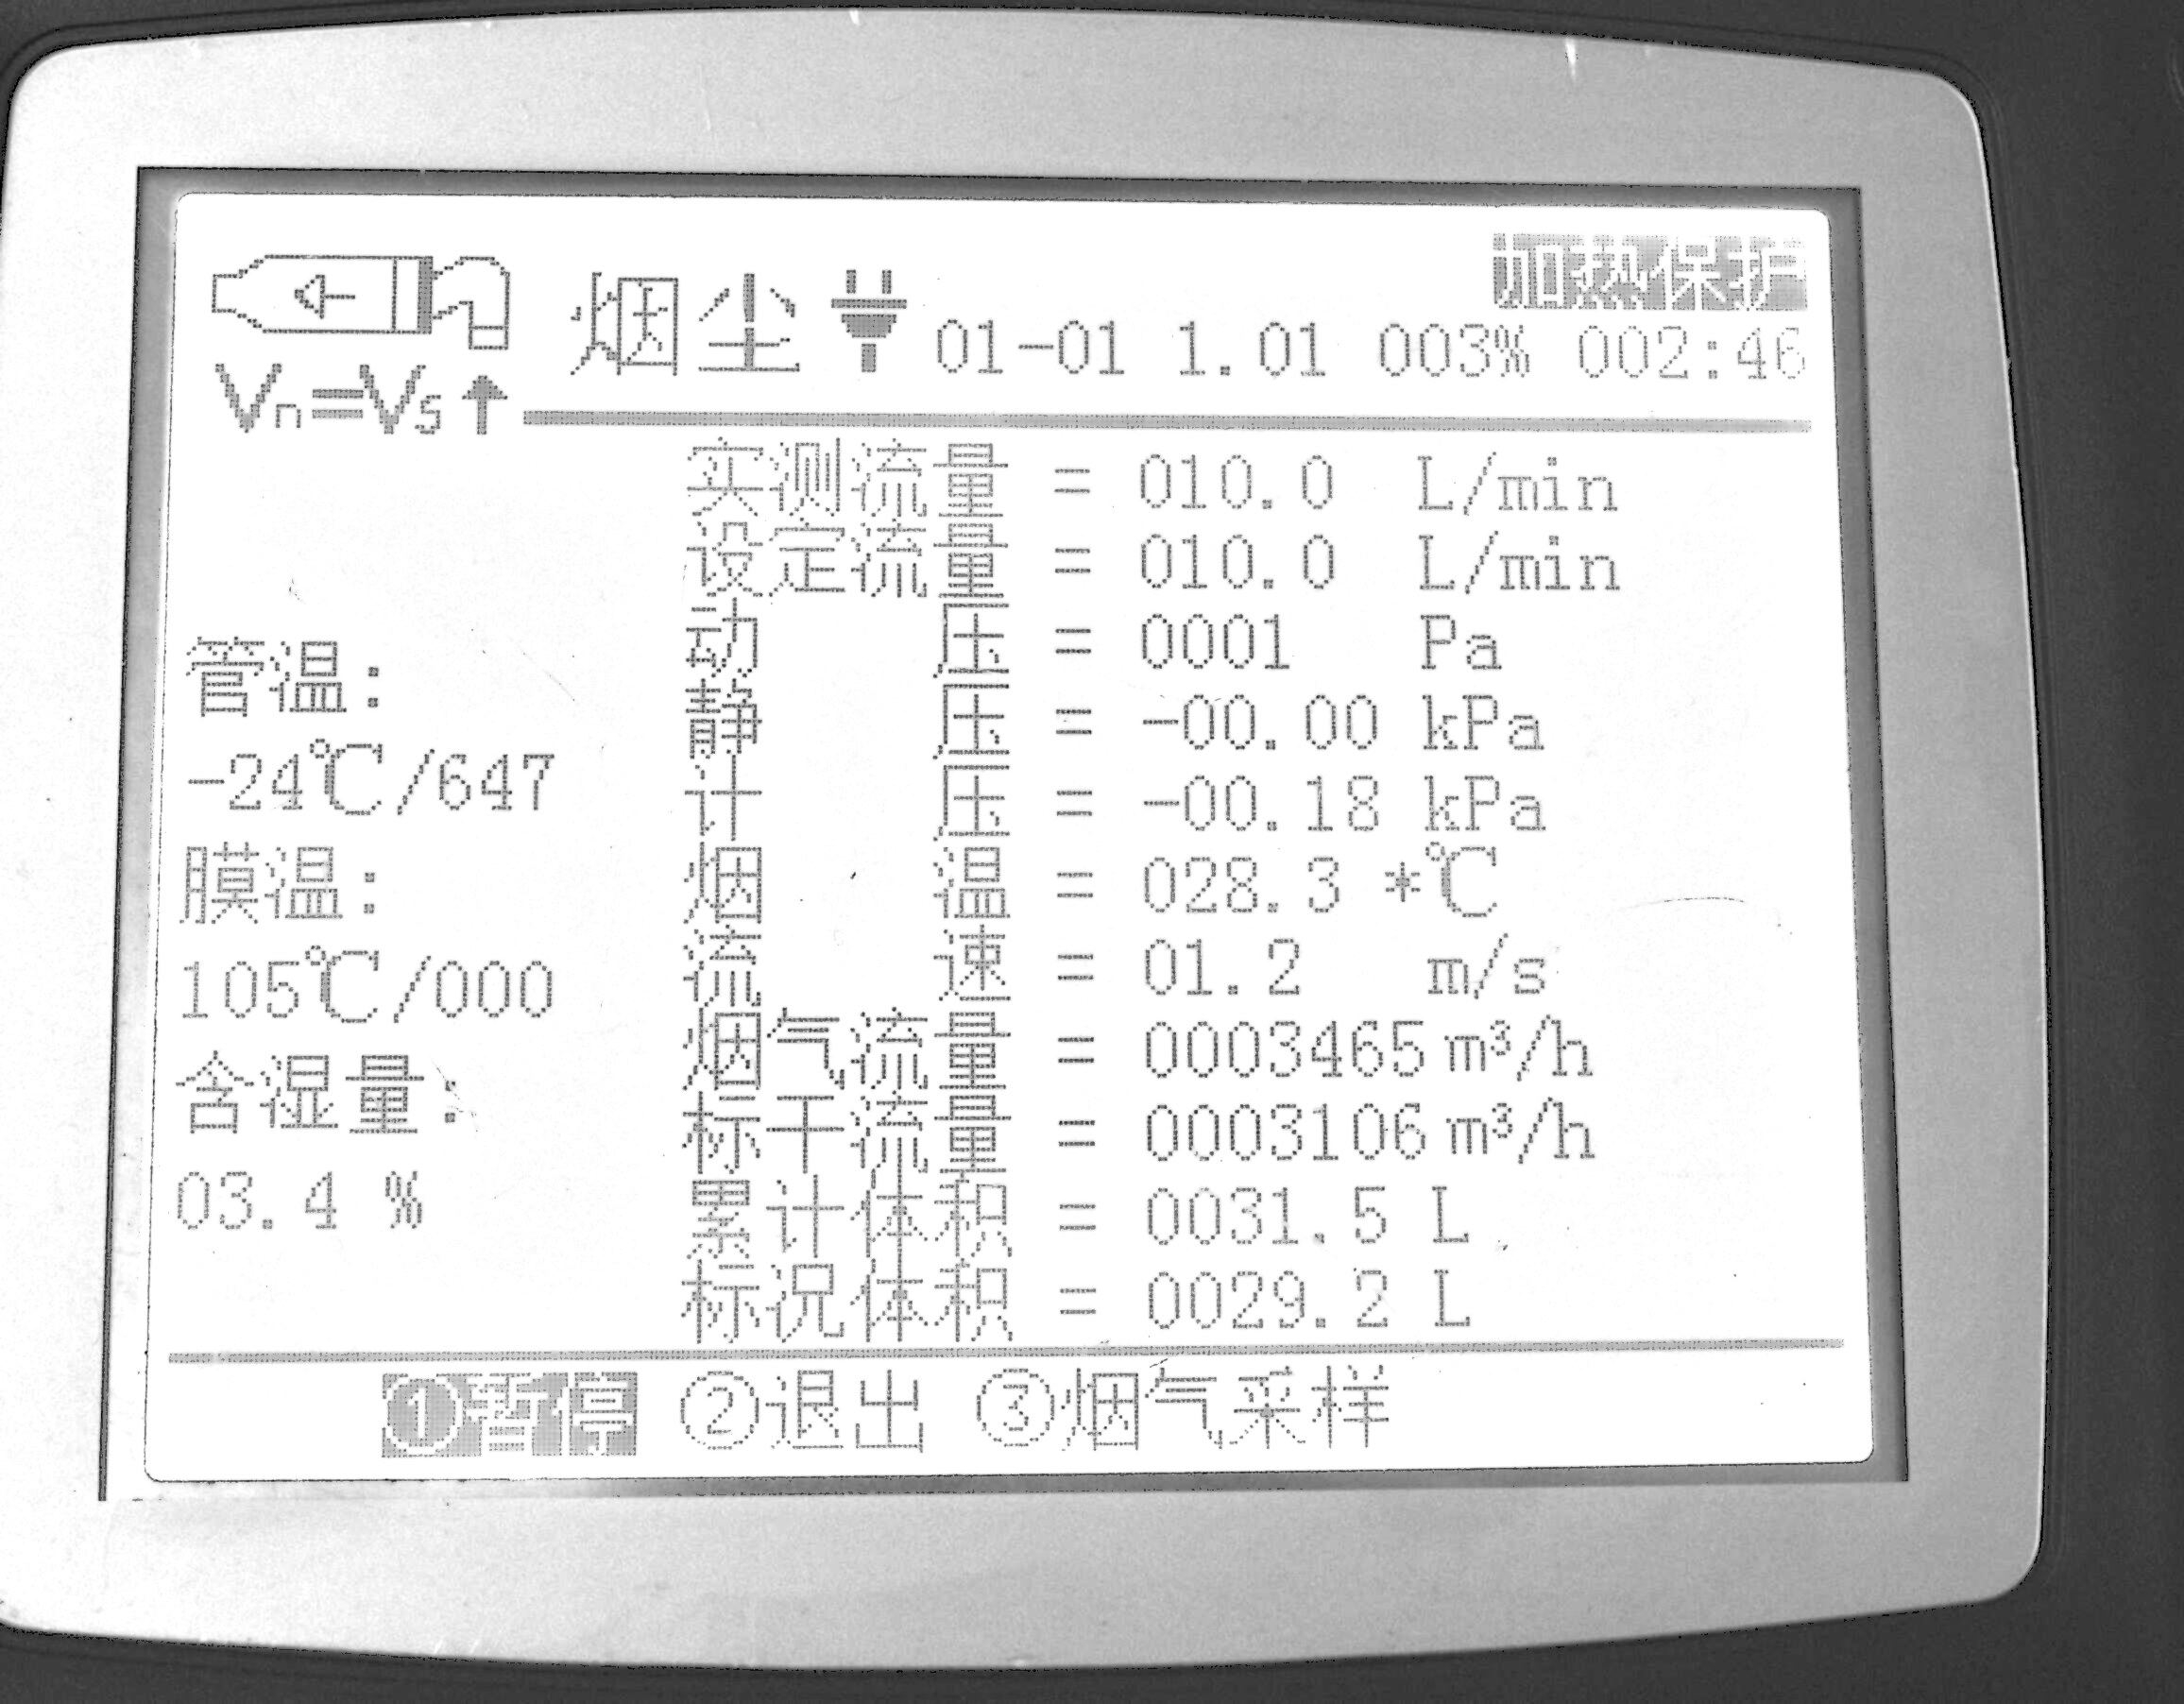 加热保护
烟尘 01-01 1.01 003% 002:46
Vn=Vs↑
实测流量 = 010.0 L/min
设定流量 = 010.0 L/min
动压 = 0001 Pa
静压 = -00.00 kPa
计压 = -00.18 kPa
烟温 = 028.3 *℃
流速 = 01.2 m/s
烟气流量 = 0003465 m³/h
标干流量 = 0003106 m³/h
累计体积 = 0031.5 L
标况体积 = 0029.2 L
管温:
-24℃/647
膜温:
105℃/000
含湿量:
03.4 %
①暂停 ②退出 ③烟气采样